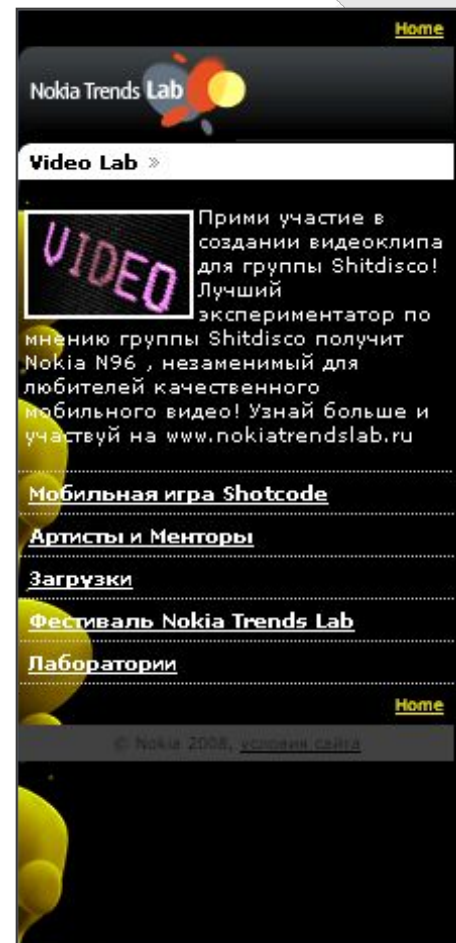 Home
Nokia Trends Lab
Video Lab »
VIDEO
Прими участие в
создании видеоклипа
для группы Shitdisco!
Лучший
экспериментатор по
мнению группы Shitdisco получит
Nokia N96 , незаменимый для
любителей качественного
мобильного видео! Узнай больше и
участвуй на www.nokiatrendslab.ru
Мобильная игра Shotcode
Артисты и Менторы
Загрузки
Фестиваль Nokia Trends Lab
Лаборатории
Home
© Nokia 2008, условия сайта